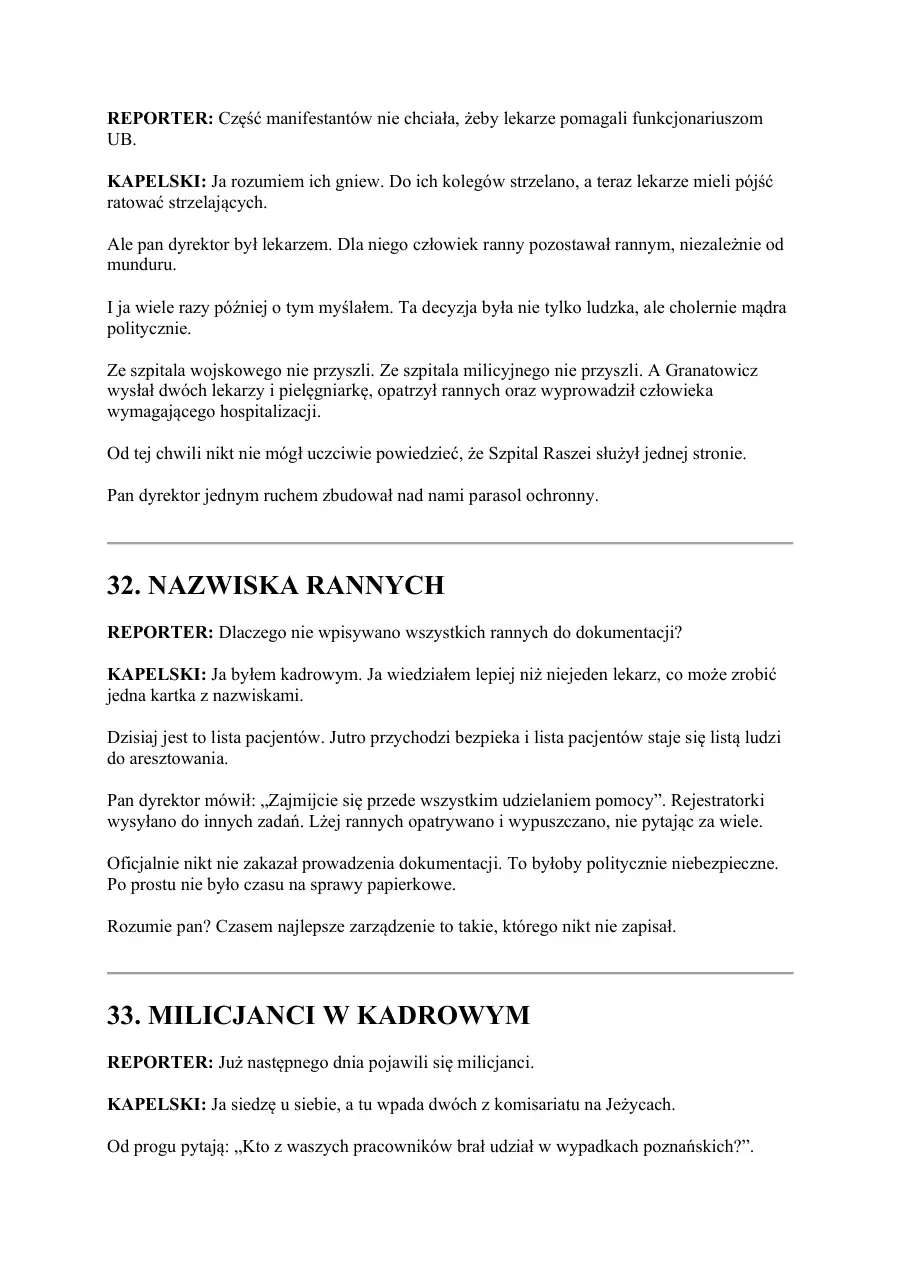 REPORTER: Część manifestantów nie chciała, żeby lekarze pomagali funkcjonariuszom
UB.
KAPELSKI: Ja rozumiem ich gniew. Do ich kolegów strzelano, a teraz lekarze mieli pójść
ratować strzelających.
Ale pan dyrektor był lekarzem. Dla niego człowiek ranny pozostawał rannym, niezależnie od
munduru.
I ja wiele razy później o tym myślałem. Ta decyzja była nie tylko ludzka, ale cholernie mądra
politycznie.
Ze szpitala wojskowego nie przyszli. Ze szpitala milicyjnego nie przyszli. A Granatowicz
wysłał dwóch lekarzy i pielęgniarkę, opatrzył rannych oraz wyprowadził człowieka
wymagającego hospitalizacji.
Od tej chwili nikt nie mógł uczciwie powiedzieć, że Szpital Raszei służył jednej stronie.
Pan dyrektor jednym ruchem zbudował nad nami parasol ochronny.
32. NAZWISKA RANNYCH
REPORTER: Dlaczego nie wpisywano wszystkich rannych do dokumentacji?
KAPELSKI: Ja byłem kadrowym. Ja wiedziałem lepiej niż niejeden lekarz, co może zrobić
jedna kartka z nazwiskami.
Dzisiaj jest to lista pacjentów. Jutro przychodzi bezpieka i lista pacjentów staje się listą ludzi
do aresztowania.
Pan dyrektor mówił: „Zajmijcie się przede wszystkim udzielaniem pomocy”. Rejestratorki
wysyłano do innych zadań. Lżej rannych opatrywano i wypuszczano, nie pytając za wiele.
Oficjalnie nikt nie zakazał prowadzenia dokumentacji. To byłoby politycznie niebezpieczne.
Po prostu nie było czasu na sprawy papierkowe.
Rozumie pan? Czasem najlepsze zarządzenie to takie, którego nikt nie zapisał.
33. MILICJANCI W KADROWYM
REPORTER: Już następnego dnia pojawili się milicjanci.
KAPELSKI: Ja siedzę u siebie, a tu wpada dwóch z komisariatu na Jeżycach.
Od progu pytają: „Kto z waszych pracowników brał udział w wypadkach poznańskich?”.